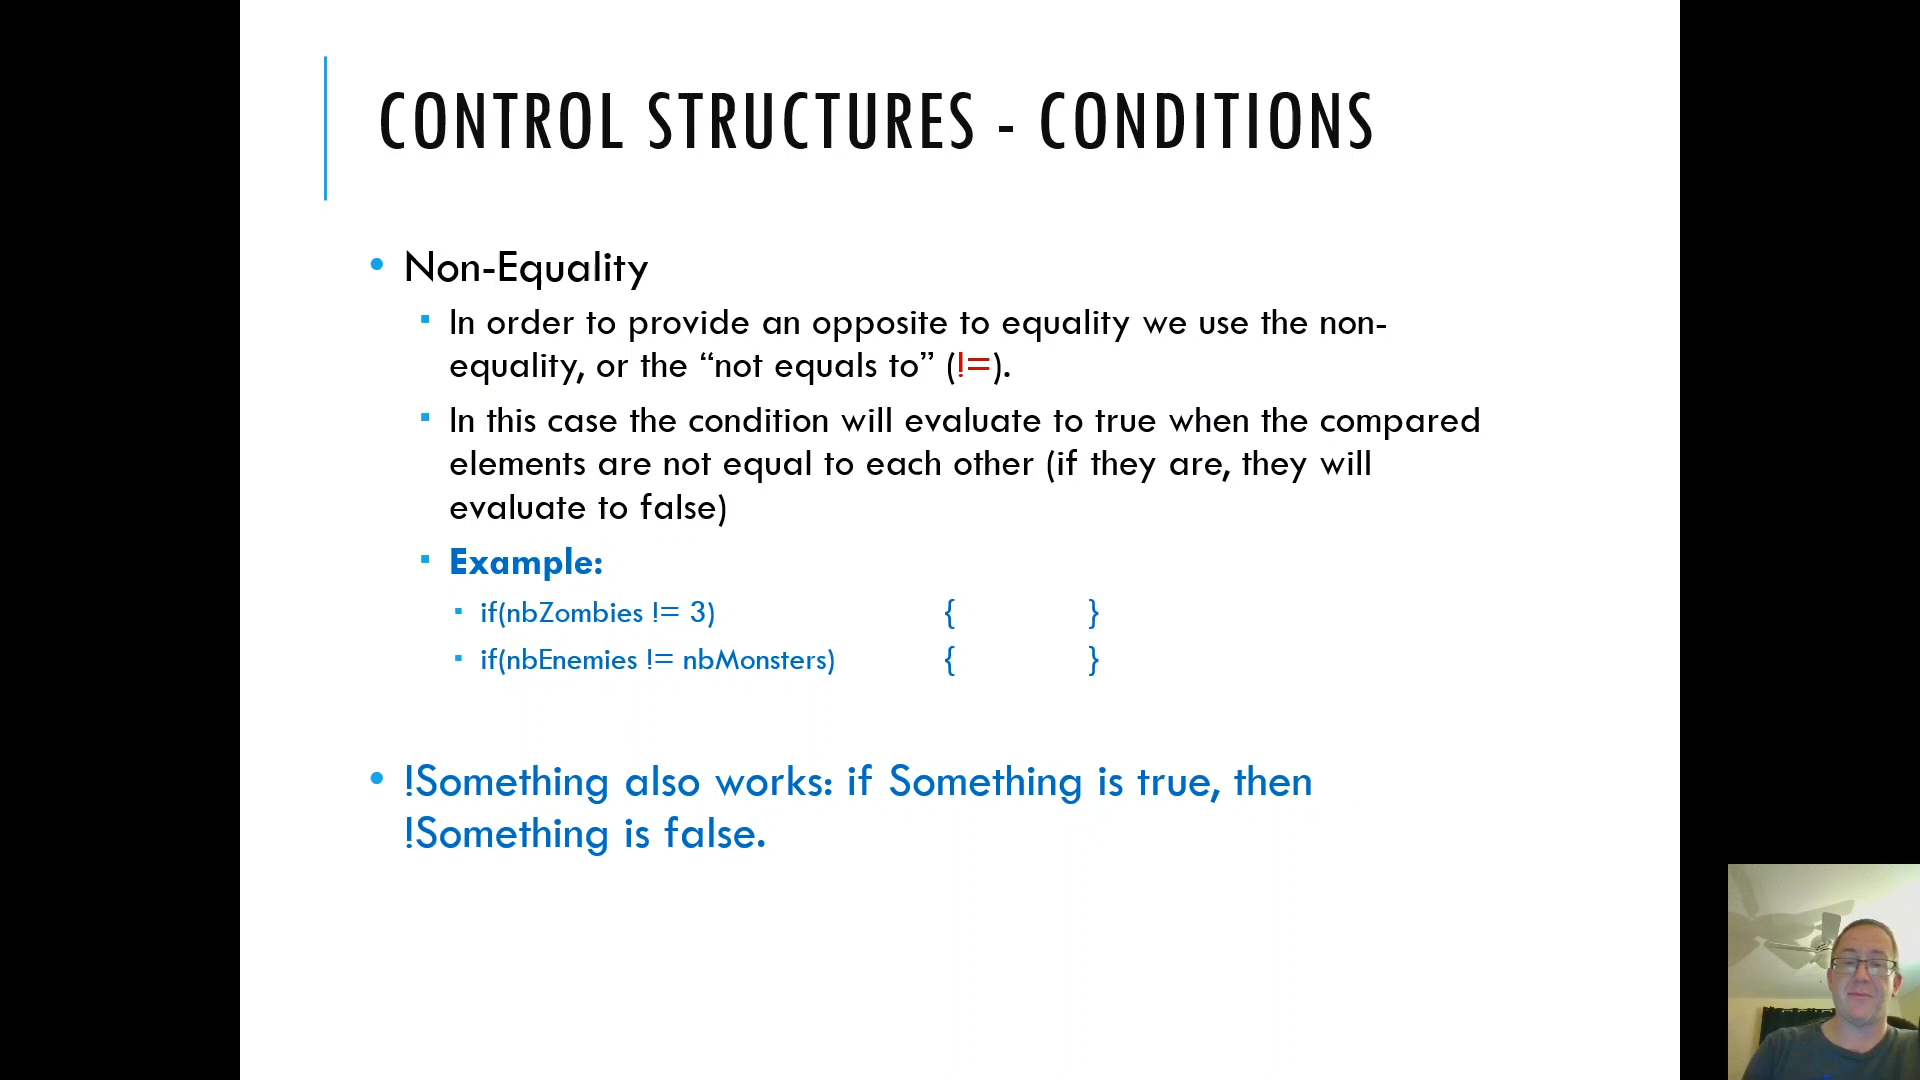 CONTROL STRUCTURES - CONDITIONS
• Non-Equality
▪ In order to provide an opposite to equality we use the non-
equality, or the “not equals to” (!=).
▪ In this case the condition will evaluate to true when the compared
elements are not equal to each other (if they are, they will
evaluate to false)
▪ Example:
▪ if(nbZombies != 3) { }
▪ if(nbEnemies != nbMonsters) { }
• !Something also works: if Something is true, then
!Something is false.